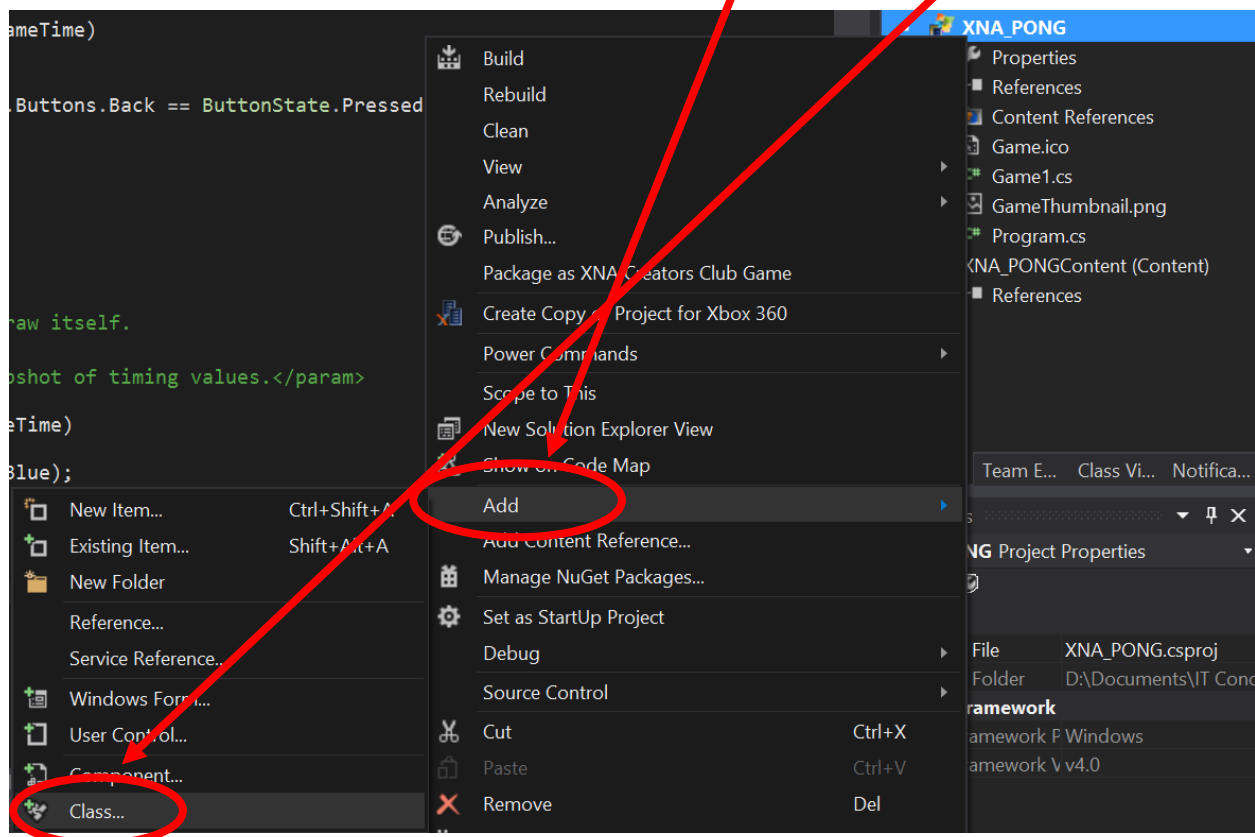 ameTime)
.Buttons.Back == ButtonState.Pressed
raw itself.
pshot of timing values.</param>
eTime)
Blue);
Build
Rebuild
Clean
View
Analyze
Publish...
Package as XNA Creators Club Game
Create Copy of Project for Xbox 360
Power Commands
Scope to This
New Solution Explorer View
Show on Code Map
Add
Add Content Reference...
Manage NuGet Packages...
Set as StartUp Project
Debug
Source Control
Cut Ctrl+X
Paste Ctrl+V
Remove Del
New Item... Ctrl+Shift+A
Existing Item... Shift+Alt+A
New Folder
Reference...
Service Reference...
Windows Form...
User Control...
Component...
Class...
XNA_PONG
Properties
References
Content References
Game.ico
Game1.cs
GameThumbnail.png
Program.cs
XNA_PONGContent (Content)
References
Team E... Class Vi... Notifica...
s
NG Project Properties
File XNA_PONG.csproj
Folder D:\Documents\IT Conc
ramework
amework P Windows
amework V v4.0